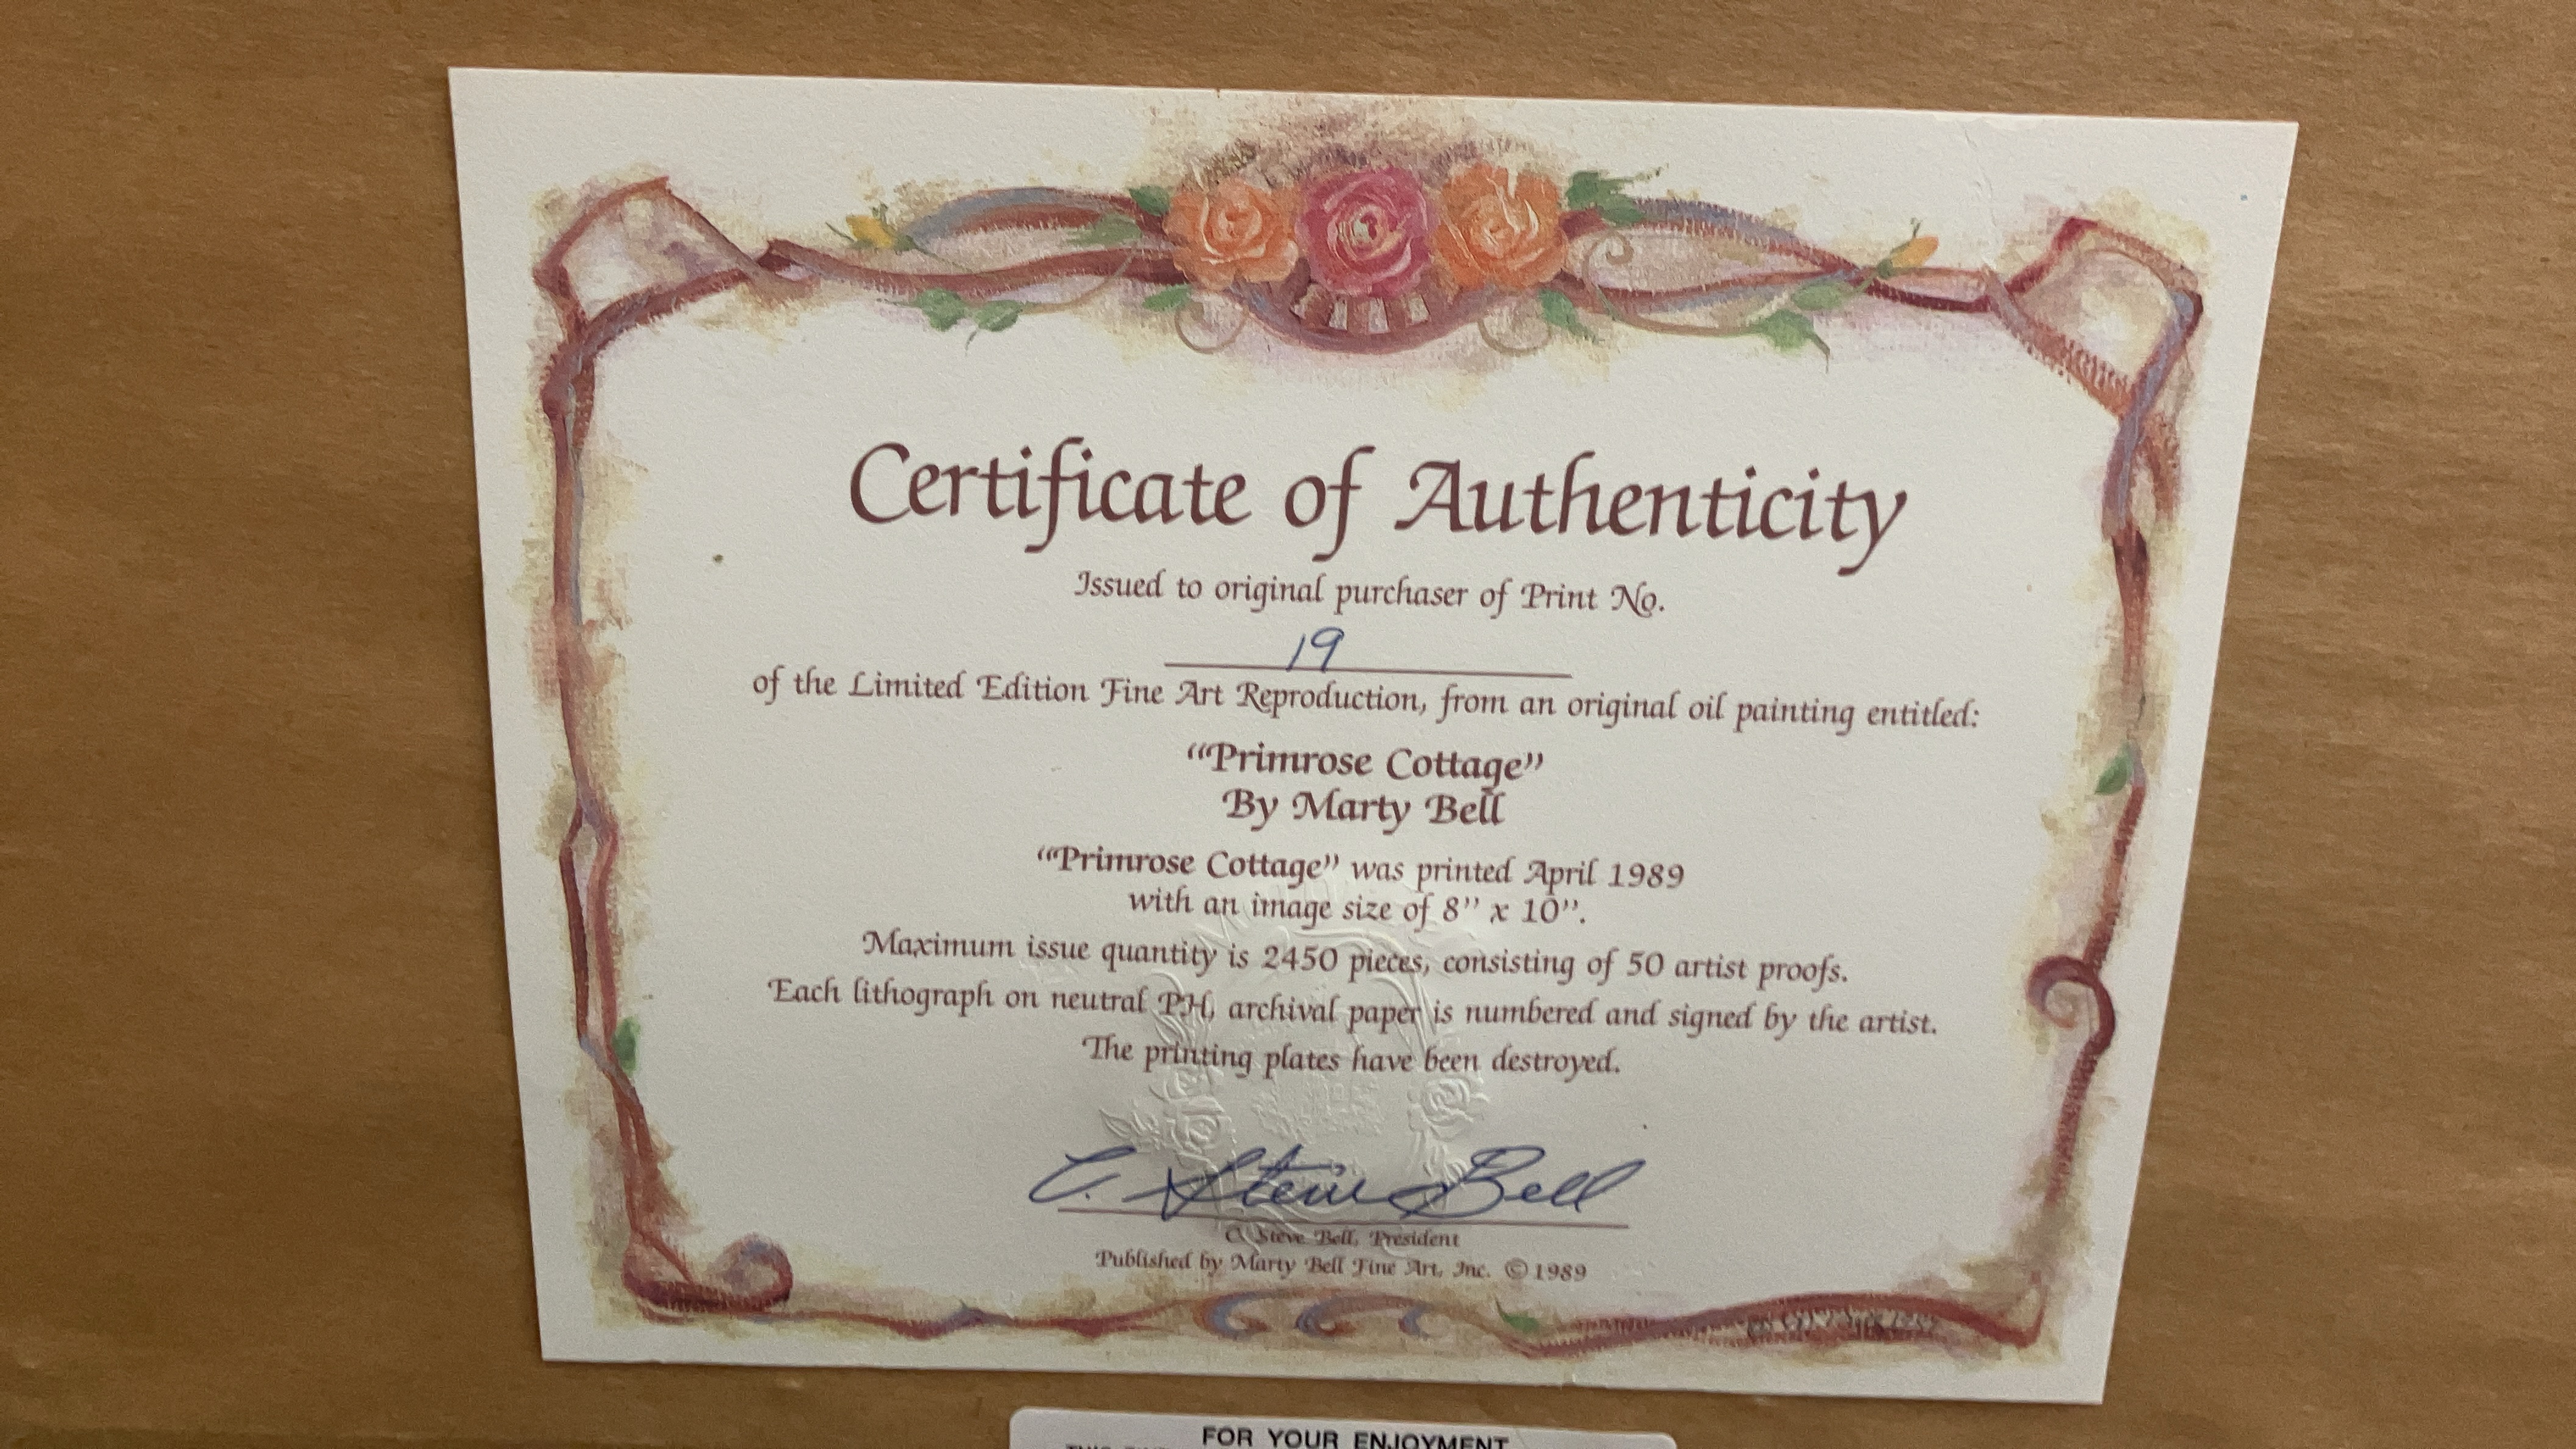 Certificate of Authenticity
Issued to original purchaser of Print No.
19
of the Limited Edition Fine Art Reproduction, from an original oil painting entitled:
“Primrose Cottage”
By Marty Bell
“Primrose Cottage” was printed April 1989
with an image size of 8” x 10”.
Maximum issue quantity is 2450 pieces, consisting of 50 artist proofs.
Each lithograph on neutral PH, archival paper is numbered and signed by the artist.
The printing plates have been destroyed.
C. Steve Bell
C. Steve Bell, President
Published by Marty Bell Fine Art, Inc. © 1989
FOR YOUR ENJOYMENT